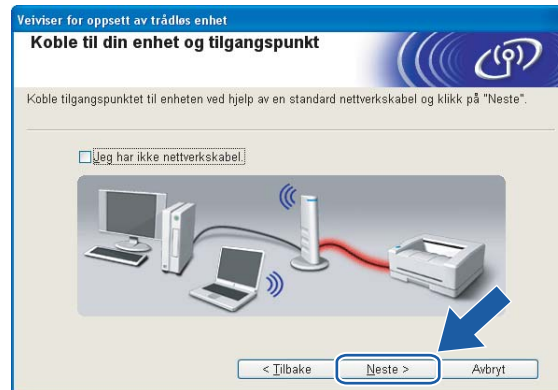 Veiviser for oppsett av trådløs enhet
Koble til din enhet og tilgangspunkt
Koble tilgangspunktet til enheten ved hjelp av en standard nettverkskabel og klikk på "Neste".
Jeg har ikke nettverkskabel.
< Tilbake Neste > Avbryt